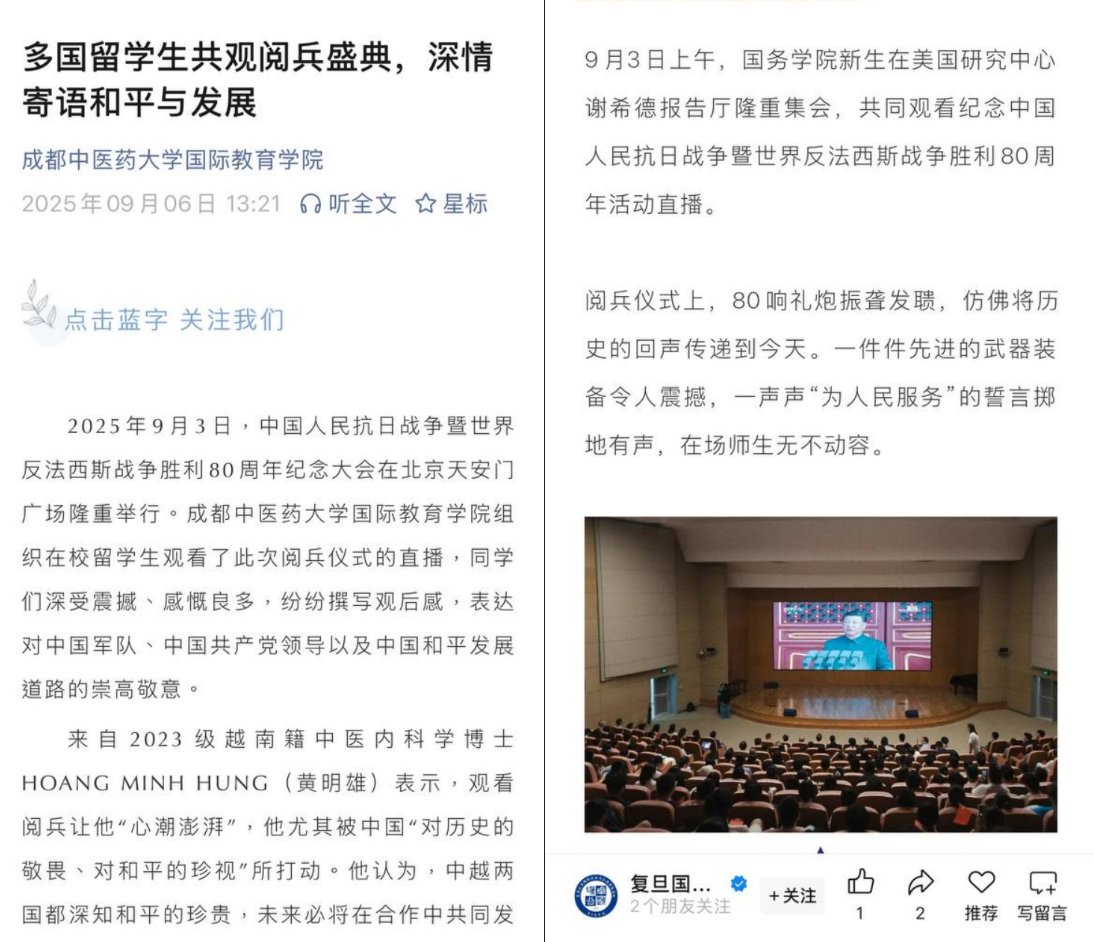 多国留学生共观阅兵盛典，深情
寄语和平与发展
成都中医药大学国际教育学院
2025年09月06日 13:21 听全文 星标
点击蓝字 关注我们
2025年9月3日，中国人民抗日战争暨世界
反法西斯战争胜利80周年纪念大会在北京天安门
广场隆重举行。成都中医药大学国际教育学院组
织在校留学生观看了此次阅兵仪式的直播，同学
们深受震撼、感慨良多，纷纷撰写观后感，表达
对中国军队、中国共产党领导以及中国和平发展
道路的崇高敬意。
来自2023级越南籍中医内科学博士
HOANG MINH HUNG（黄明雄）表示，观看
阅兵让他“心潮澎湃”，他尤其被中国“对历史的
敬畏、对和平的珍视”所打动。他认为，中越两
国都深知和平的珍贵，未来必将在合作中共同发
9月3日上午，国务学院新生在美国研究中心
谢希德报告厅隆重集会，共同观看纪念中国
人民抗日战争暨世界反法西斯战争胜利80周
年活动直播。
阅兵仪式上，80响礼炮振聋发聩，仿佛将历
史的回声传递到今天。一件件先进的武器装
备令人震撼，一声声“为人民服务”的誓言掷
地有声，在场师生无不动容。
复旦国...
2个朋友关注
+关注
1
2
推荐
写留言